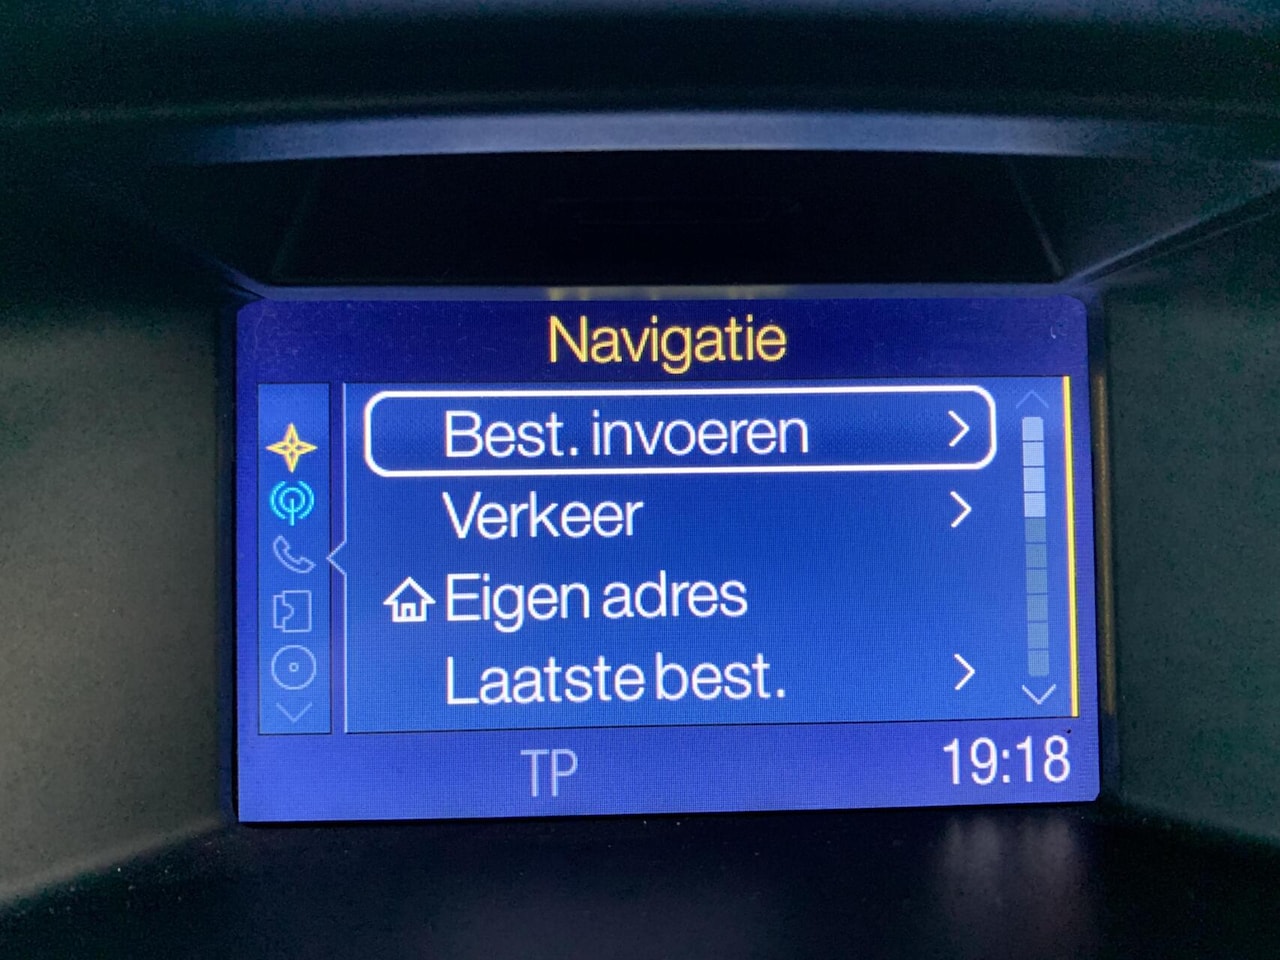 Navigatie
Best. invoeren
Verkeer
Eigen adres
Laatste best.
TP
19:18